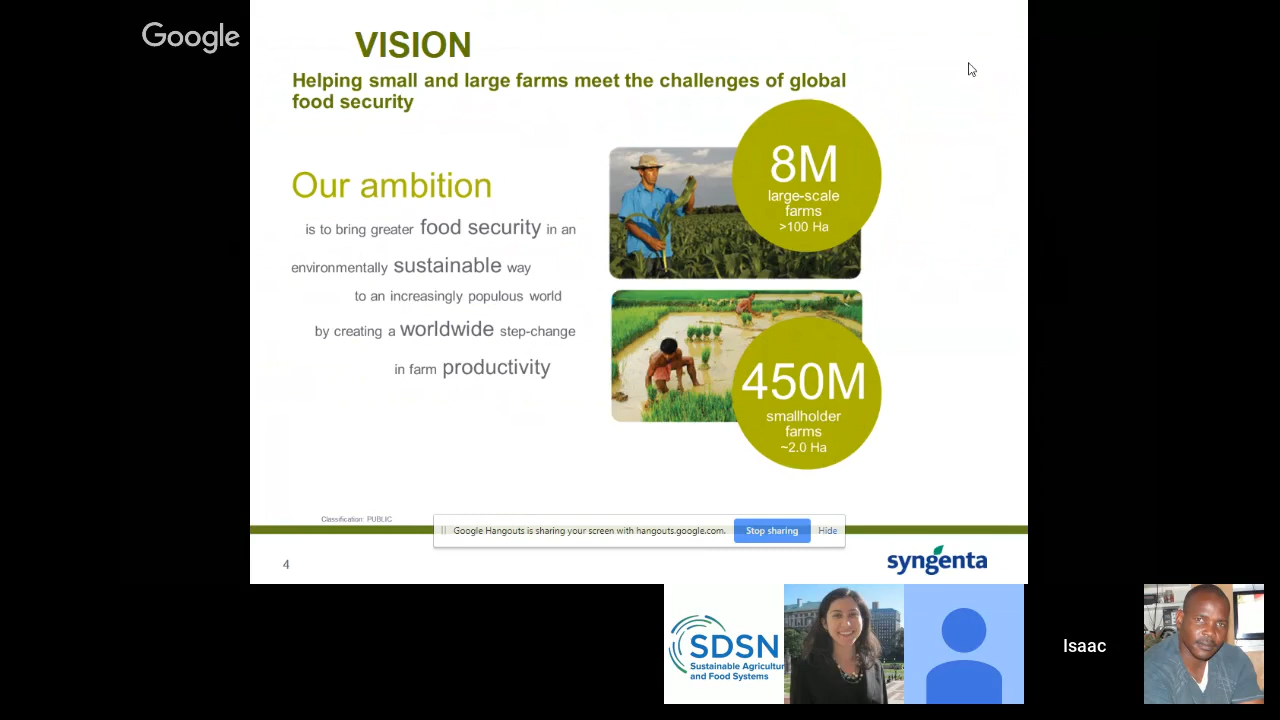 Google
VISION
Helping small and large farms meet the challenges of global
food security
Our ambition
is to bring greater food security in an
environmentally sustainable way
to an increasingly populous world
by creating a worldwide step-change
in farm productivity
8M
large-scale
farms
>100 Ha
450M
smallholder
farms
~2.0 Ha
Classification: PUBLIC
Google Hangouts is sharing your screen with hangouts.google.com.
Stop sharing
Hide
4
syngenta
SDSN
Sustainable Agricultur
and Food Systems
Isaac